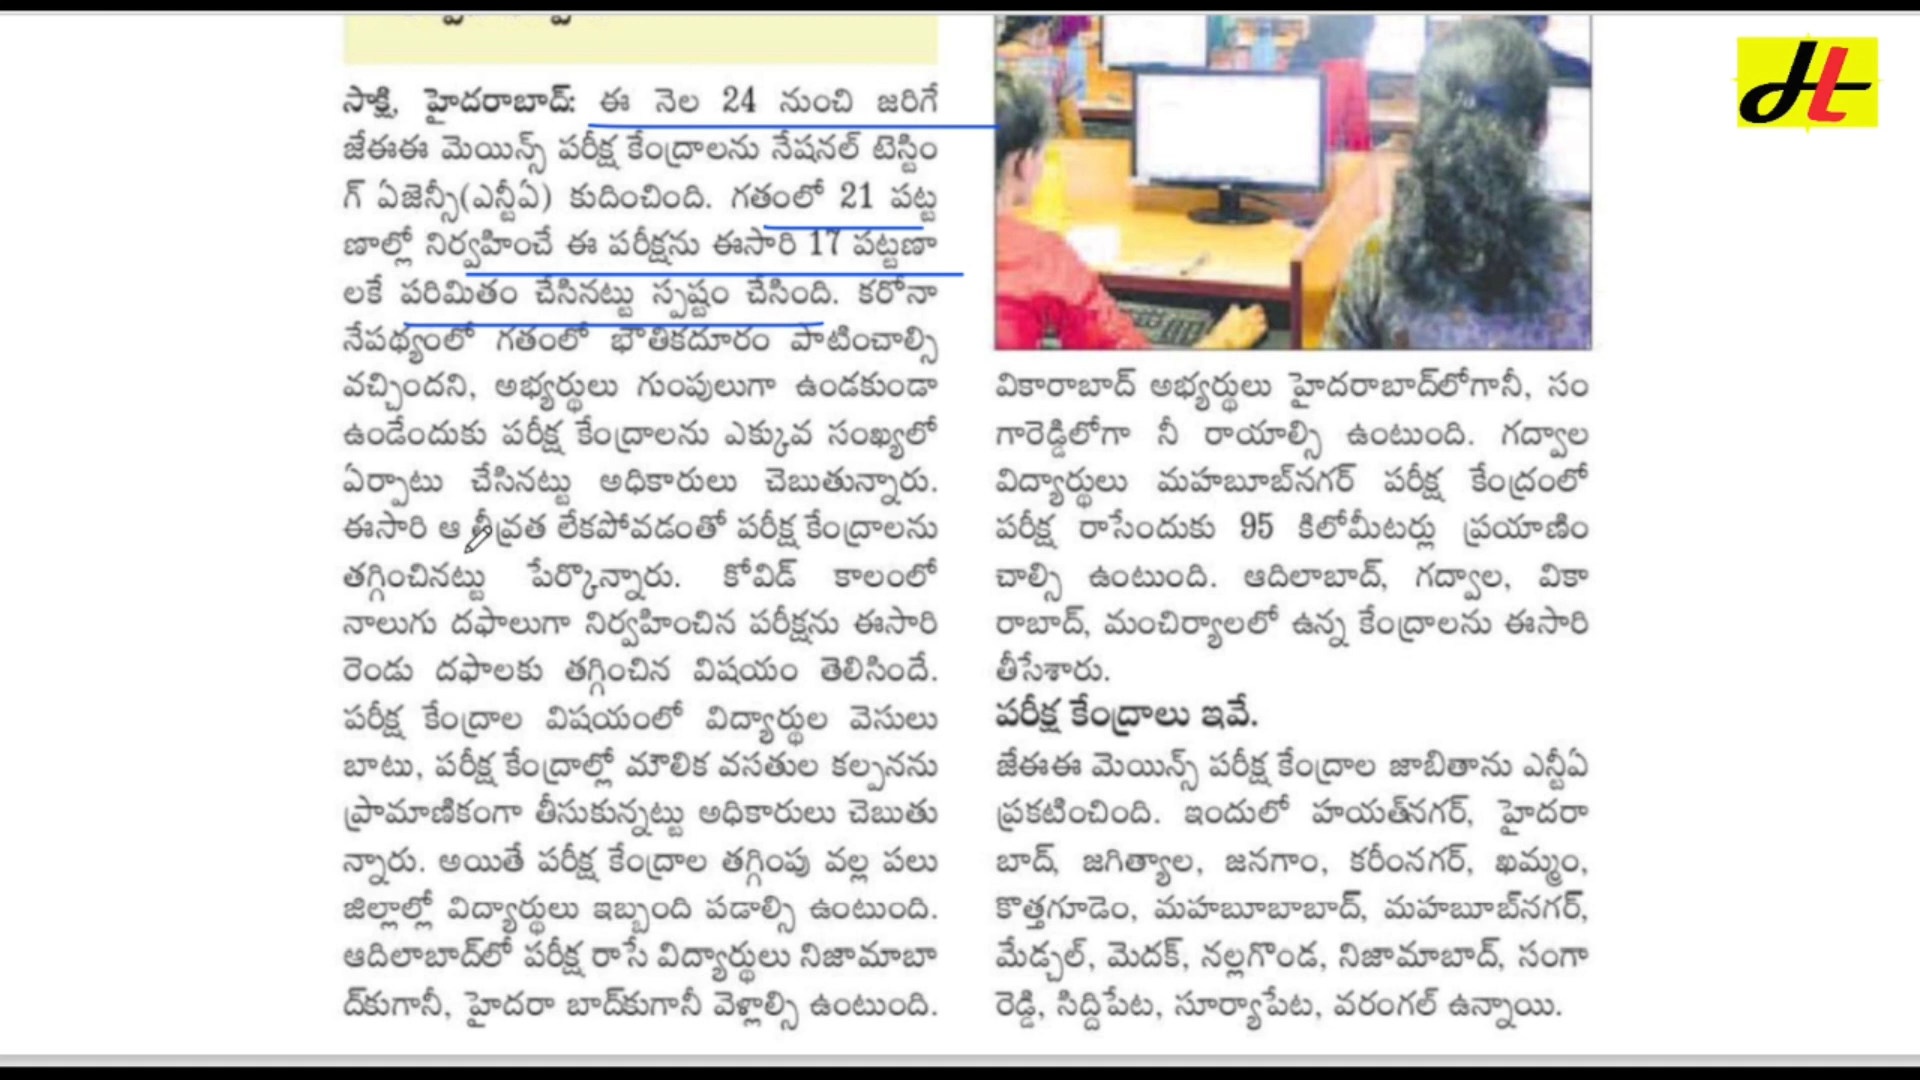 సాక్షి, హైదరాబాద్: ఈ నెల 24 నుంచి జరిగే
జేఈఈ మెయిన్స్ పరీక్ష కేంద్రాలను నేషనల్ టెస్టిం
గ్ ఏజెన్సీ(ఎన్టీఏ) కుదించింది. గతంలో 21 పట్ట
ణాల్లో నిర్వహించే ఈ పరీక్షను ఈసారి 17 పట్టణా
లకే పరిమితం చేసినట్టు స్పష్టం చేసింది. కరోనా
నేపథ్యంలో గతంలో భౌతికదూరం పాటించాల్సి
వచ్చిందని, అభ్యర్థులు గుంపులుగా ఉండకుండా
ఉండేందుకు పరీక్ష కేంద్రాలను ఎక్కువ సంఖ్యలో
ఏర్పాటు చేసినట్టు అధికారులు చెబుతున్నారు.
ఈసారి ఆ తీవ్రత లేకపోవడంతో పరీక్ష కేంద్రాలను
తగ్గించినట్టు పేర్కొన్నారు. కోవిడ్ కాలంలో
నాలుగు దఫాలుగా నిర్వహించిన పరీక్షను ఈసారి
రెండు దఫాలకు తగ్గించిన విషయం తెలిసిందే.
పరీక్ష కేంద్రాల విషయంలో విద్యార్థుల వెసులు
బాటు, పరీక్ష కేంద్రాల్లో మౌలిక వసతుల కల్పనను
ప్రామాణికంగా తీసుకున్నట్టు అధికారులు చెబుతు
న్నారు. అయితే పరీక్ష కేంద్రాల తగ్గింపు వల్ల పలు
జిల్లాల్లో విద్యార్థులు ఇబ్బంది పడాల్సి ఉంటుంది.
ఆదిలాబాద్‌లో పరీక్ష రాసే విద్యార్థులు నిజామాబా
ద్‌కుగానీ, హైదరా బాద్‌కుగానీ వెళ్లాల్సి ఉంటుంది.
వికారాబాద్ అభ్యర్థులు హైదరాబాద్‌లోగానీ, సం
గారెడ్డిలోగా నీ రాయాల్సి ఉంటుంది. గద్వాల
విద్యార్థులు మహబూబ్‌నగర్ పరీక్ష కేంద్రంలో
పరీక్ష రాసేందుకు 95 కిలోమీటర్లు ప్రయాణిం
చాల్సి ఉంటుంది. ఆదిలాబాద్, గద్వాల, వికా
రాబాద్, మంచిర్యాలలో ఉన్న కేంద్రాలను ఈసారి
తీసేశారు.
పరీక్ష కేంద్రాలు ఇవే.
జేఈఈ మెయిన్స్ పరీక్ష కేంద్రాల జాబితాను ఎన్టీఏ
ప్రకటించింది. ఇందులో హయత్‌నగర్, హైదరా
బాద్, జగిత్యాల, జనగాం, కరీంనగర్, ఖమ్మం,
కొత్తగూడెం, మహబూబాబాద్, మహబూబ్‌నగర్,
మేడ్చల్, మెదక్, నల్లగొండ, నిజామాబాద్, సంగా
రెడ్డి, సిద్దిపేట, సూర్యాపేట, వరంగల్ ఉన్నాయి.